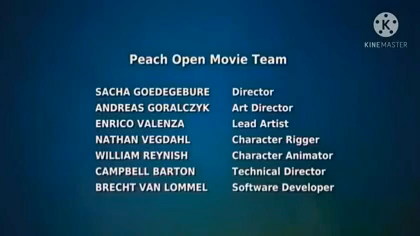 KINEMASTER
Peach Open Movie Team
SACHA GOEDEGEBURE Director
ANDREAS GORALCZYK Art Director
ENRICO VALENZA Lead Artist
NATHAN VEGDAHL Character Rigger
WILLIAM REYNISH Character Animator
CAMPBELL BARTON Technical Director
BRECHT VAN LOMMEL Software Developer